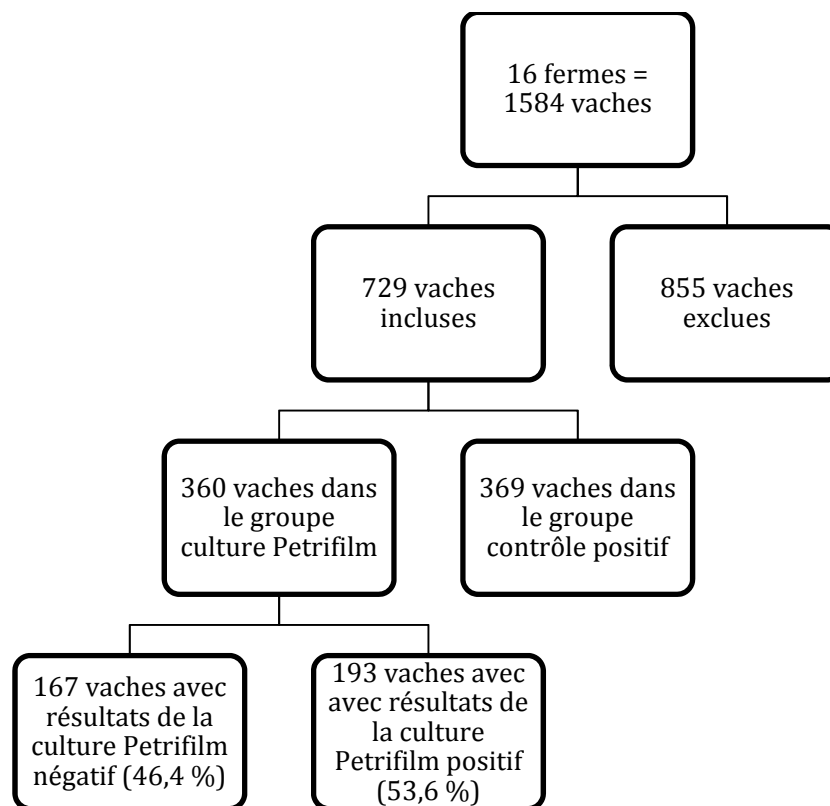 16 fermes =
1584 vaches
729 vaches
incluses
855 vaches
exclues
360 vaches dans
le groupe
culture Petrifilm
369 vaches dans
le groupe
contrôle positif
167 vaches avec
résultats de la
culture Petrifilm
négatif (46,4 %)
193 vaches avec
avec résultats de
la culture
Petrifilm positif
(53,6 %)